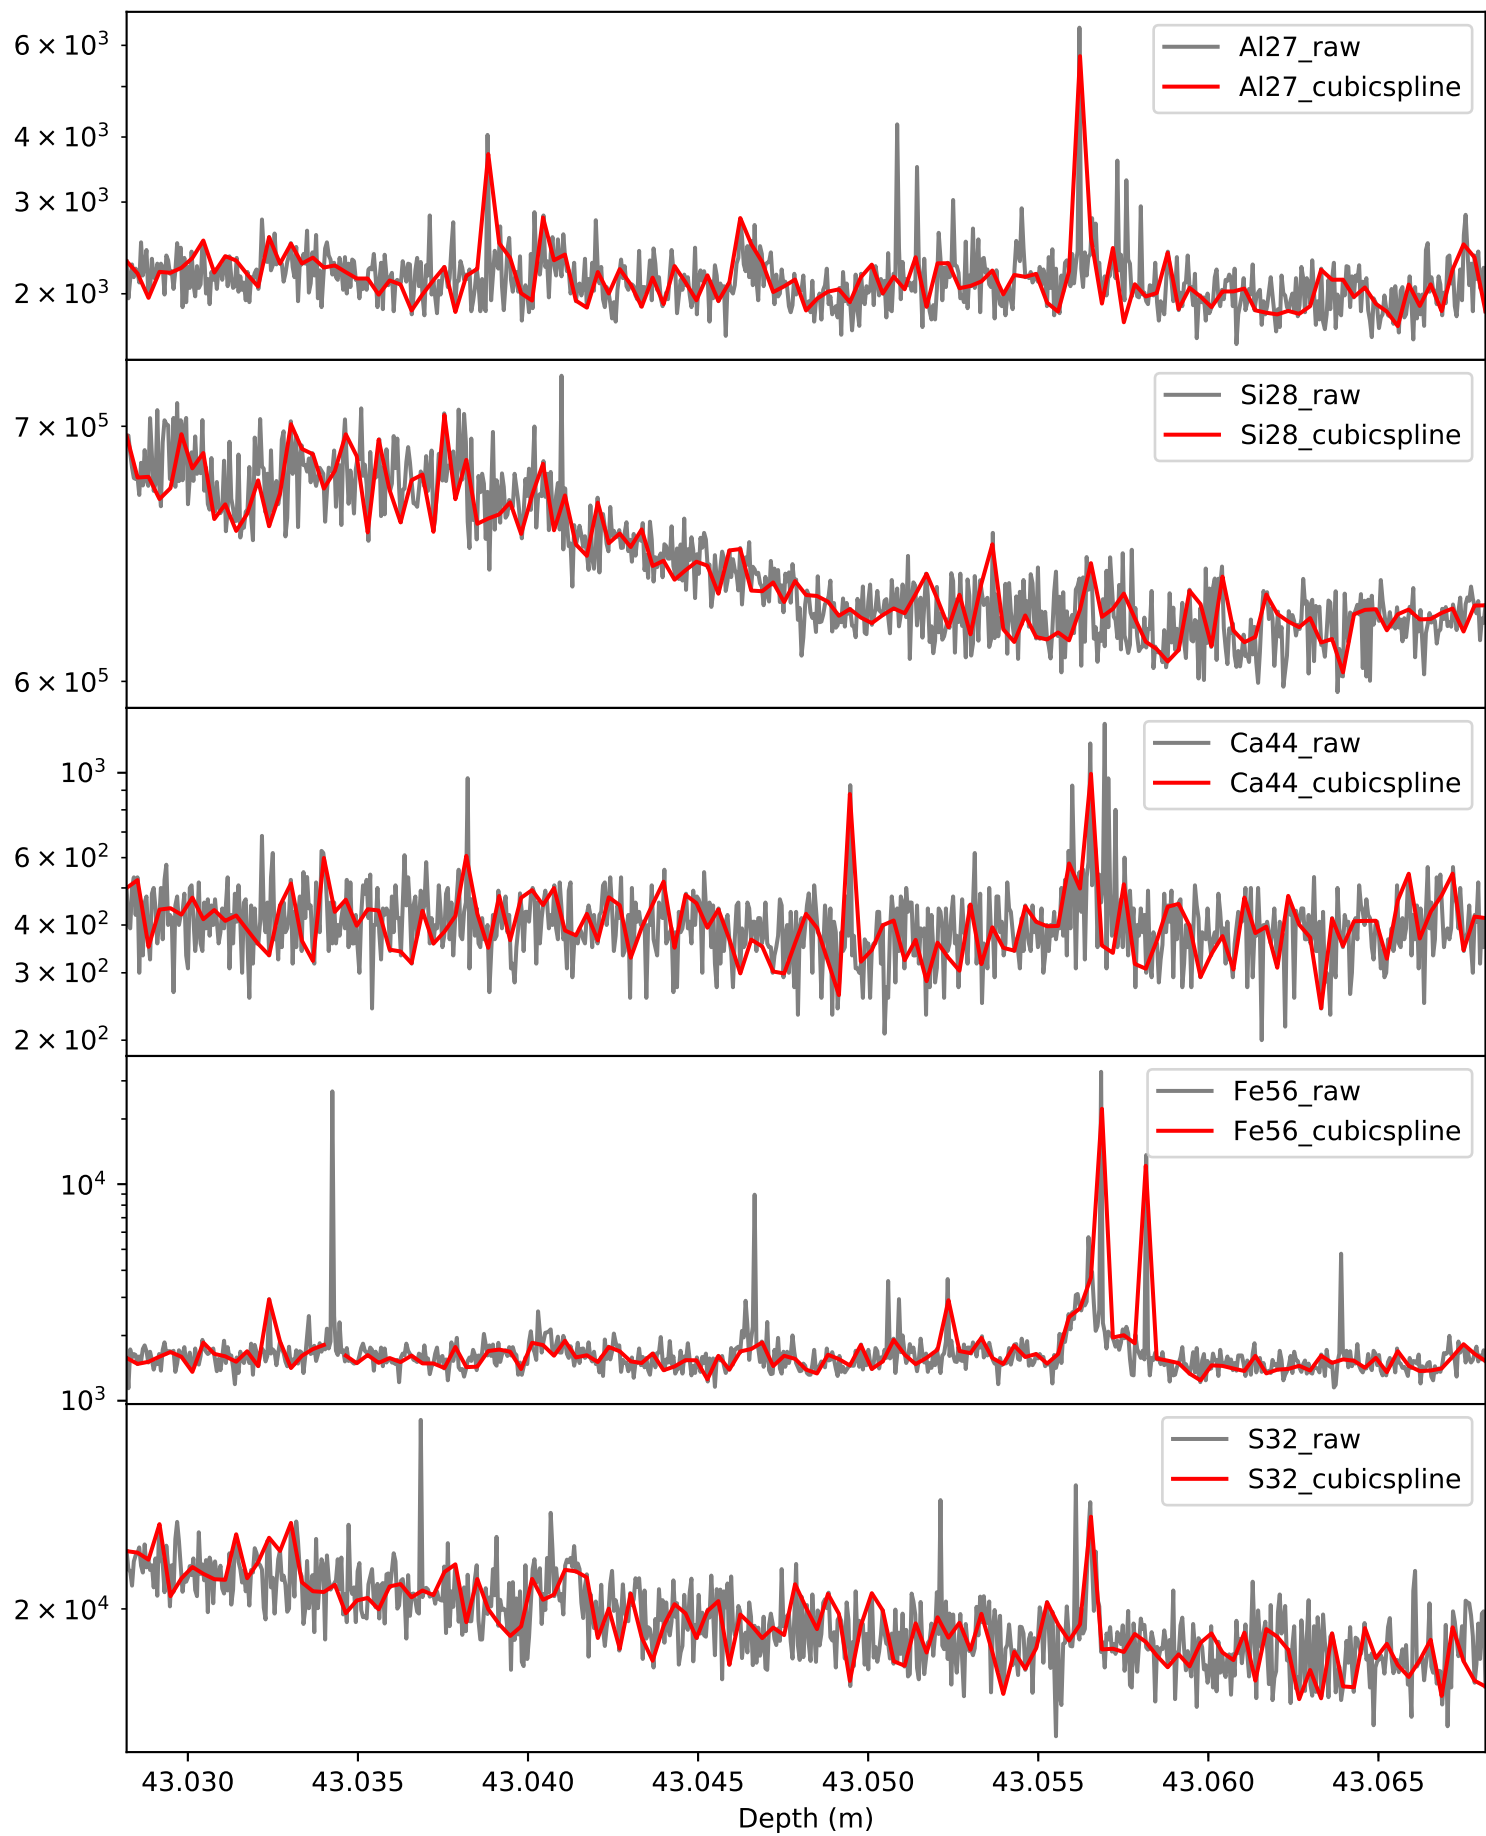 6 × 10³
4 × 10³
3 × 10³
2 × 10³
Al27_raw
Al27_cubicspline
7 × 10⁵
6 × 10⁵
Si28_raw
Si28_cubicspline
10³
6 × 10²
4 × 10²
3 × 10²
2 × 10²
Ca44_raw
Ca44_cubicspline
10⁴
10³
Fe56_raw
Fe56_cubicspline
2 × 10⁴
S32_raw
S32_cubicspline
43.030 43.035 43.040 43.045 43.050 43.055 43.060 43.065
Depth (m)